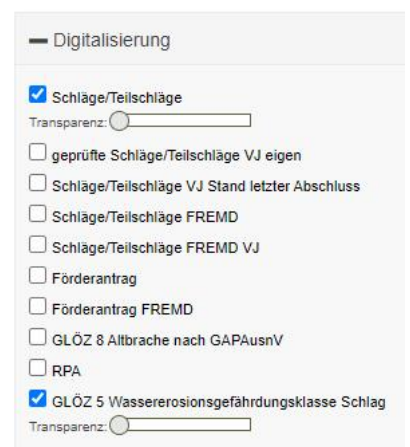 Digitalisierung
Schläge/Teilschläge
Transparenz:
geprüfte Schläge/Teilschläge VJ eigen
Schläge/Teilschläge VJ Stand letzter Abschluss
Schläge/Teilschläge FREMD
Schläge/Teilschläge FREMD VJ
Förderantrag
Förderantrag FREMD
GLÖZ 8 Altbrache nach GAPAusnV
RPA
GLÖZ 5 Wassererosionsgefährdungsklasse Schlag
Transparenz: